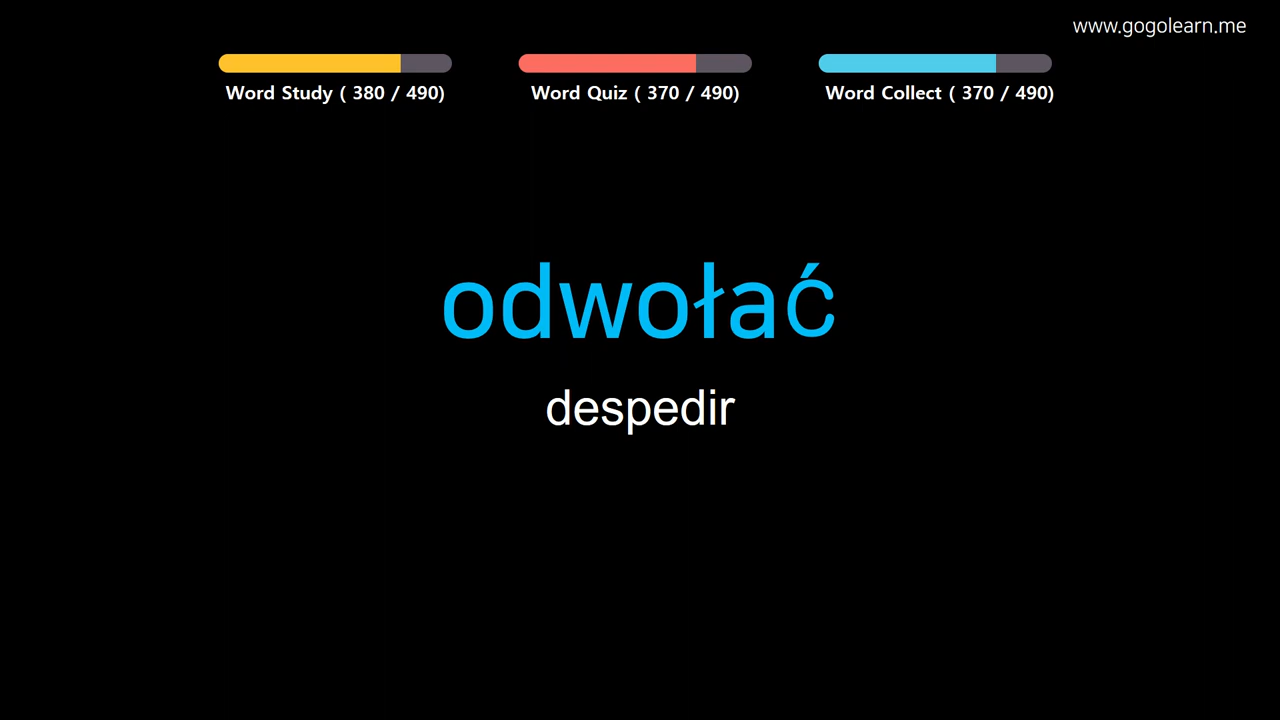 www.gogolearn.me
Word Study ( 380 / 490)
Word Quiz ( 370 / 490)
Word Collect ( 370 / 490)
odwołać
despedir